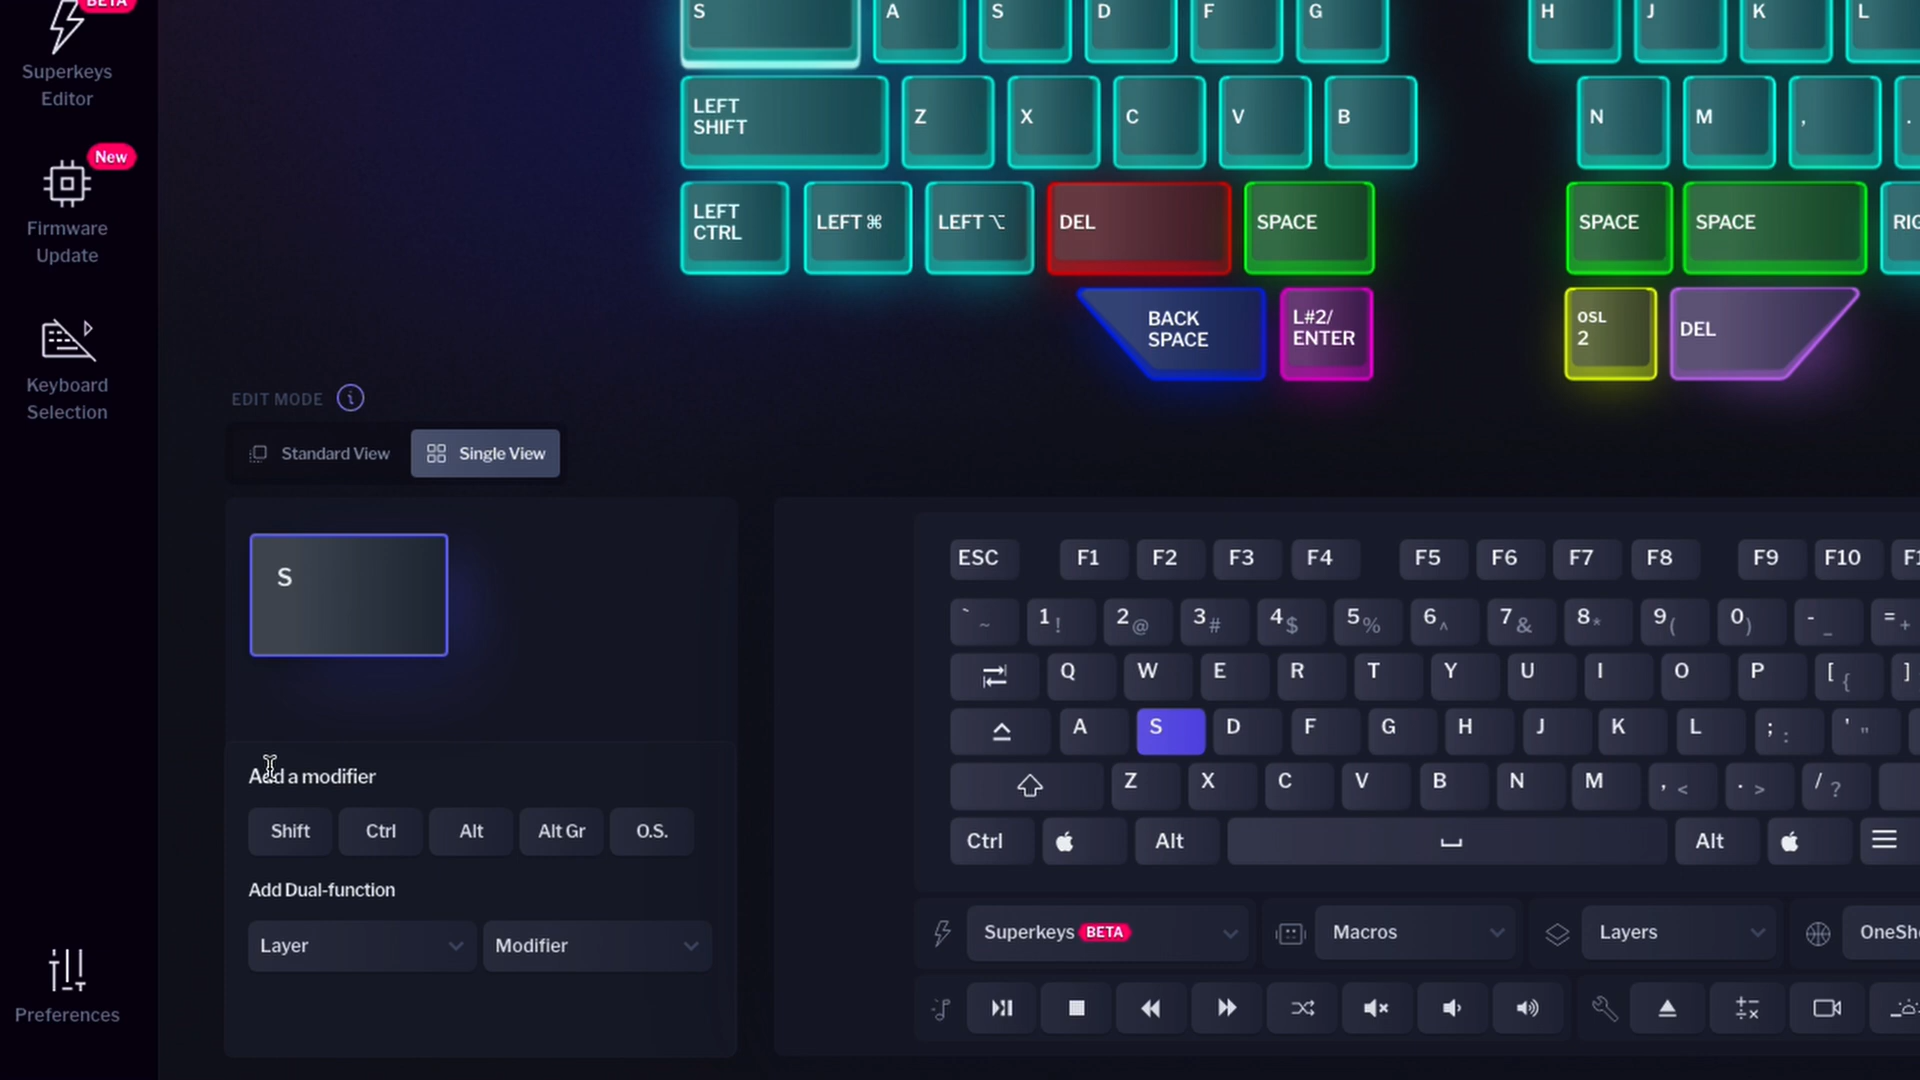 BETA
Superkeys
Editor
New
Firmware
Update
Keyboard
Selection
Preferences
S A S D F G H J K L
LEFT
SHIFT
Z X C V B N M , .
LEFT
CTRL
LEFT ⌘ LEFT ⌥ DEL SPACE SPACE SPACE RIG
BACK
SPACE
L#2/
ENTER
OSL
2
DEL
EDIT MODE i
Standard View Single View
S
Add a modifier
Shift Ctrl Alt Alt Gr O.S.
Add Dual-function
Layer Modifier
ESC F1 F2 F3 F4 F5 F6 F7 F8 F9 F10 F1
` ~ 1 ! 2 @ 3 # 4 $ 5 % 6 ^ 7 & 8 * 9 ( 0 ) - _ = +
Q W E R T Y U I O P [ { ]
A S D F G H J K L ; : ' "
Z X C V B N M , < . > / ?
Ctrl Alt Alt
Superkeys BETA Macros Layers OneSh